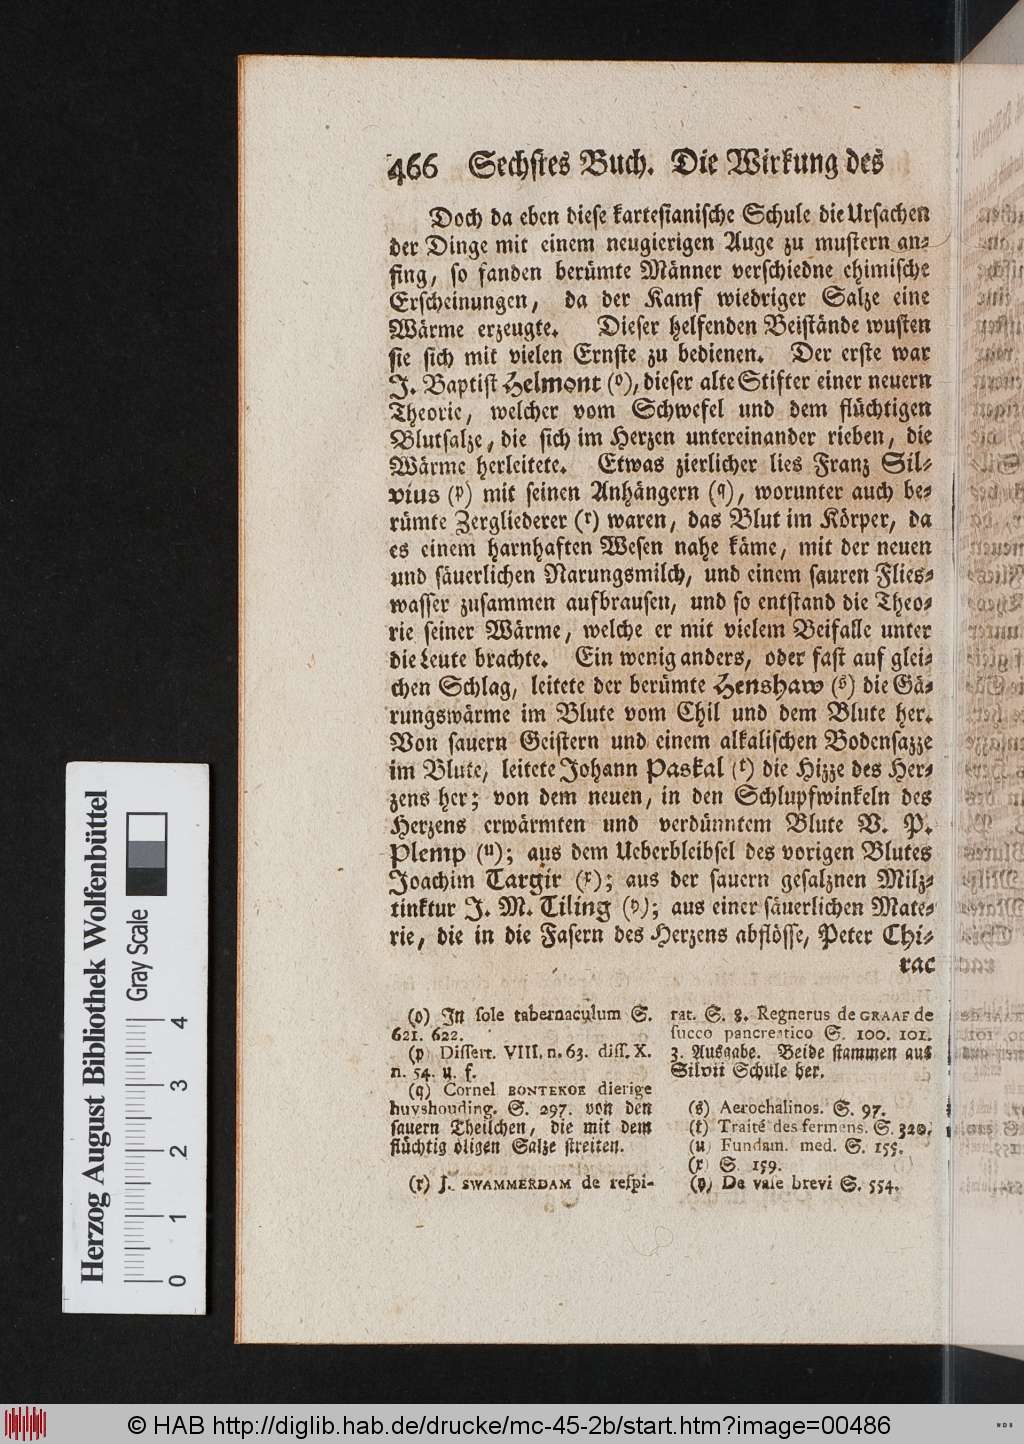 466 Sechstes Buch. Die Wirkung des
Doch da eben diese kartesianische Schule die Ursachen
der Dinge mit einem neugierigen Auge zu mustern an-
fing, so fanden berümte Männer verschiedne chimische
Erscheinungen, da der Kamf wiedriger Salze eine
Wärme erzeugte. Dieser helfenden Beistände wusten
sie sich mit vielen Ernste zu bedienen. Der erste war
J. Baptist Helmont (o), dieser alte Stifter einer neuern
Theorie, welcher vom Schwefel und dem flüchtigen
Blutsalze, die sich im Herzen untereinander rieben, die
Wärme herleitete. Etwas zierlicher lies Franz Sil-
vius (p) mit seinen Anhängern (q), worunter auch be-
rümte Zergliederer (r) waren, das Blut im Körper, da
es einem harnhaften Wesen nahe käme, mit der neuen
und säuerlichen Narungsmilch, und einem sauren Flies-
wasser zusammen aufbrausen, und so entstand die Theo-
rie seiner Wärme, welche er mit vielem Beifalle unter
die Leute brachte. Ein wenig anders, oder fast auf glei-
chen Schlag, leitete der berümte Henshaw (s) die Gä-
rungswärme im Blute vom Chil und dem Blute her.
Von sauern Geistern und einem alkalischen Bodensazze
im Blute, leitete Johann Paskal (t) die Hizze des Her-
zens her; von dem neuen, in den Schlupfwinkeln des
Herzens erwärmten und verdünntem Blute V. P.
Plemp (u); aus dem Ueberbleibsel des vorigen Blutes
Joachim Targir (x); aus der sauern gesalznen Milz-
tinktur J. M. Tiling (y); aus einer säuerlichen Mate-
rie, die in die Fasern des Herzens abflösse, Peter Chi-
rac
(o) In sole tabernaculum S.
621. 622.
(p) Dissert. VIII. n. 63. diss. X.
n. 54. u. f.
(q) Cornel BONTEKOE dierige
huyshouding. S. 297. von den
sauern Theilchen, die mit dem
flüchtig öligen Salze streiten.
(r) J. SWAMMERDAM de respi-
rat. S. 8. Regnerus de GRAAF de
succo pancreatico S. 100. 101.
3. Ausgabe. Beide stammen aus
Silvii Schule her.
(s) Aerochalinos. S. 97.
(t) Traité des fermens. S. 320.
(u) Fundam. med. S. 155.
(x) S. 159.
(y) De vale brevi S. 554.
Herzog August Bibliothek Wolfenbüttel
Gray Scale
0 1 2 3 4
© HAB http://diglib.hab.de/drucke/mc-45-2b/start.htm?image=00486